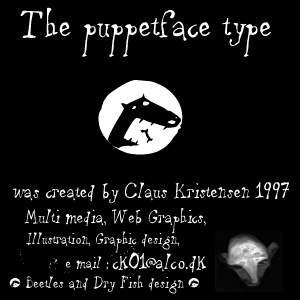 The puppetface type
was created by Claus Kristensen 1997
Multi media, Web Graphics,
Illustration, Graphic design,
e mail : cK01@a1co.dK
Beetles and Dry Fish design